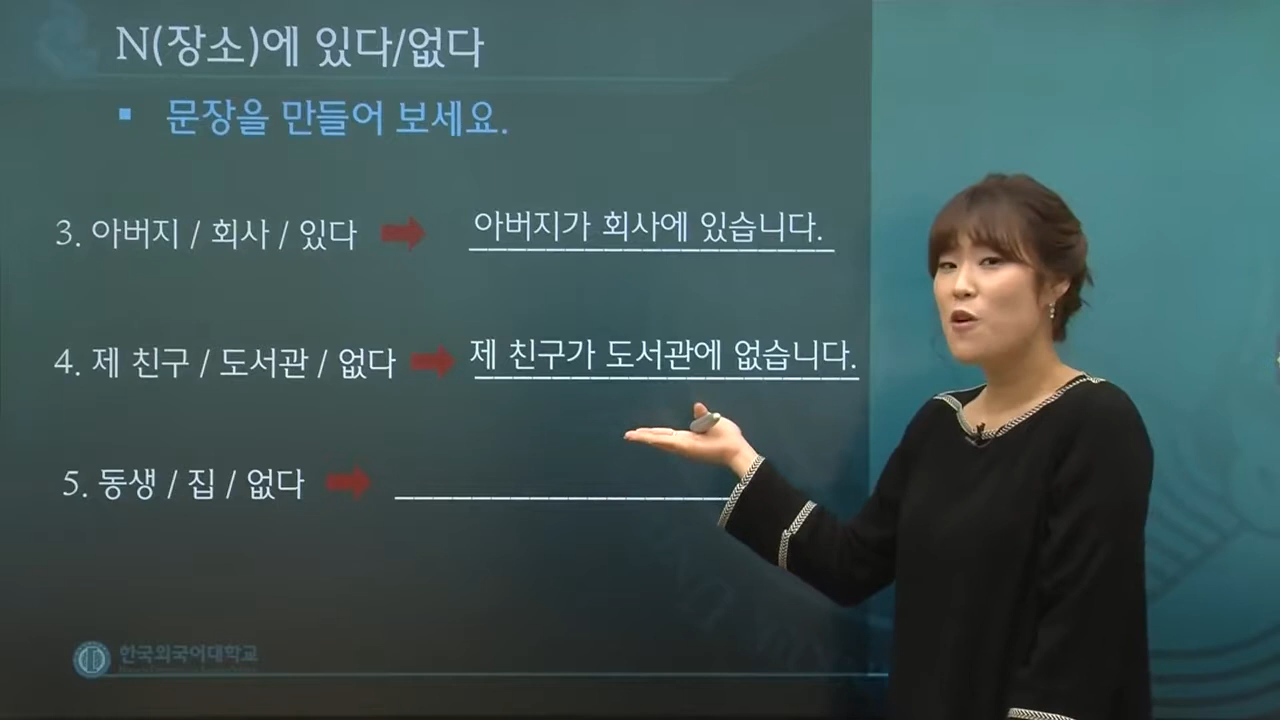 N(장소)에 있다/없다
▪ 문장을 만들어 보세요.
3. 아버지 / 회사 / 있다 ➡ 아버지가 회사에 있습니다.
4. 제 친구 / 도서관 / 없다 ➡ 제 친구가 도서관에 없습니다.
5. 동생 / 집 / 없다 ➡ ____________________
한국외국어대학교